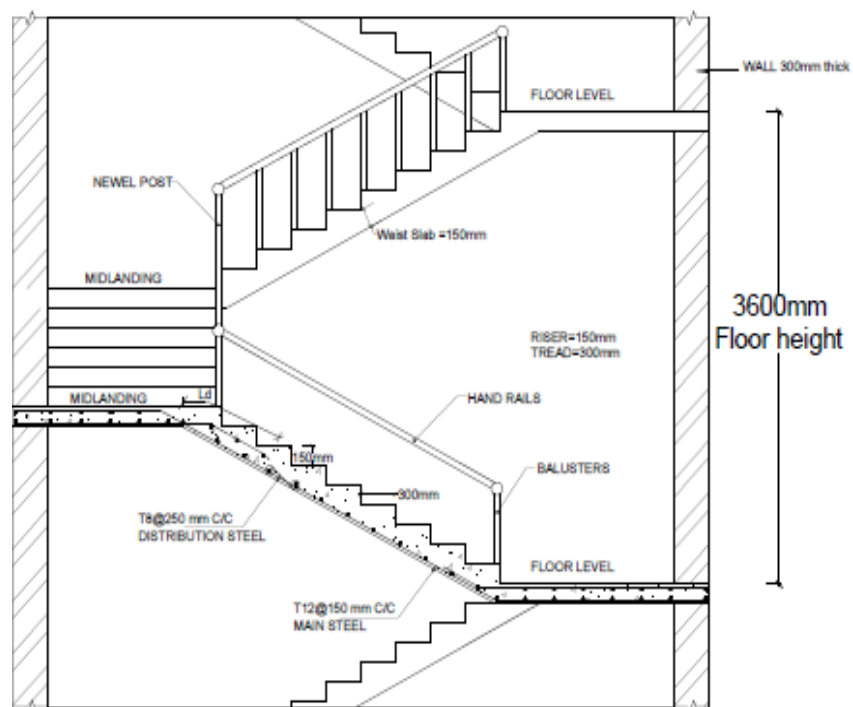 WALL 300mm thick
FLOOR LEVEL
NEWEL POST
Waist Slab =150mm
MIDLANDING
3600mm
Floor height
RISER=150mm
TREAD=300mm
MIDLANDING
Ld
HAND RAILS
150mm
300mm
BALUSTERS
T8@250 mm C/C
DISTRIBUTION STEEL
FLOOR LEVEL
T12@150 mm C/C
MAIN STEEL